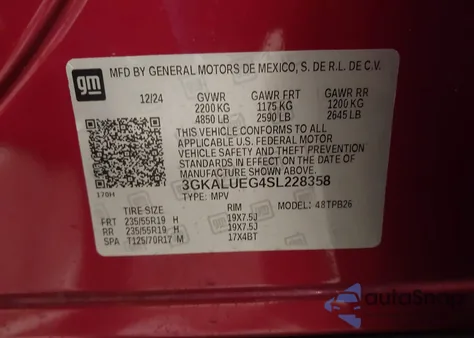 gm
MFD BY GENERAL MOTORS DE MEXICO, S. DE R.L. DE C.V.
12/24 GVWR GAWR FRT GAWR RR
2200 KG 1175 KG 1200 KG
4850 LB 2590 LB 2645 LB
THIS VEHICLE CONFORMS TO ALL
APPLICABLE U.S. FEDERAL MOTOR
VEHICLE SAFETY AND THEFT PREVENTION
STANDARDS IN EFFECT ON THE DATE
OF MANUFACTURE SHOWN ABOVE.
3GKALUEG4SL228358
170H TYPE: MPV MODEL: 4STPB26
TIRE SIZE RIM
FRT 235/55R19 H 19X7.5J
RR 235/55R19 H 19X7.5J
SPA T125/70R17 M 17X4BT